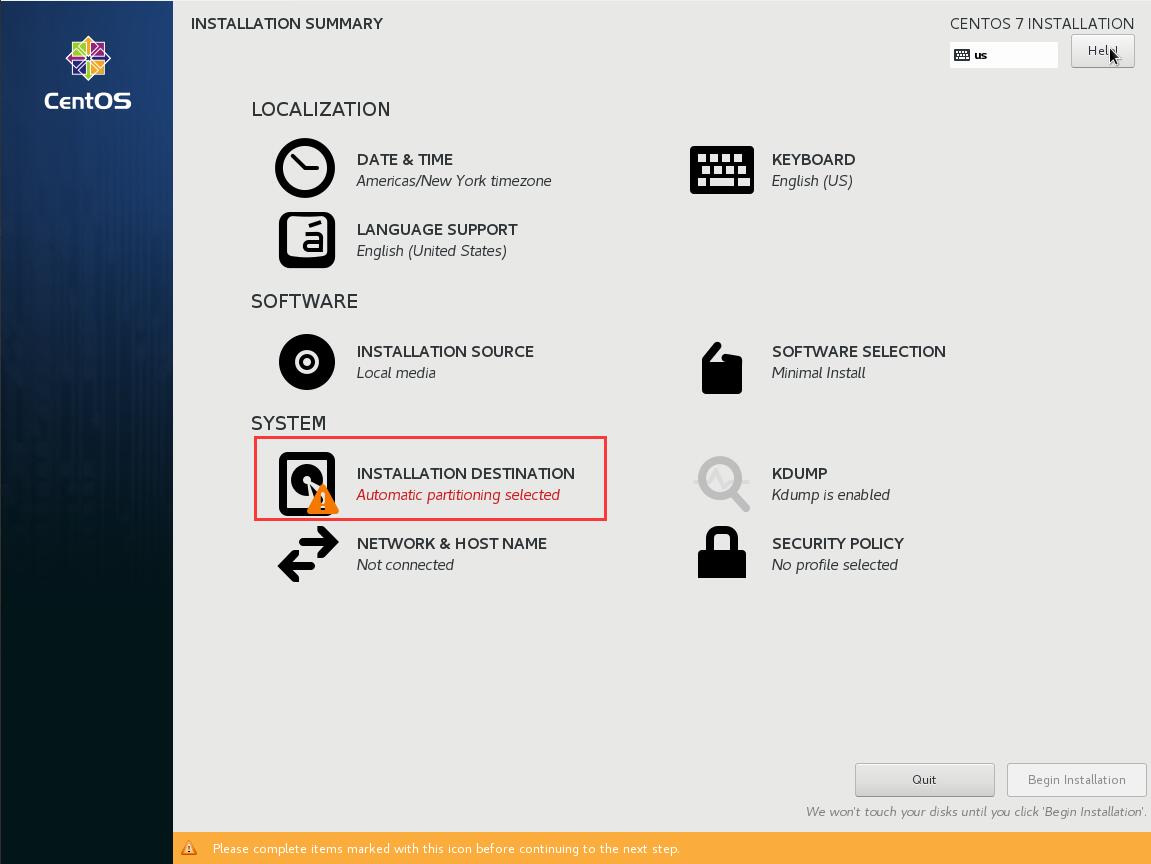 INSTALLATION SUMMARY
CENTOS 7 INSTALLATION
us
Help!
CentOS
LOCALIZATION
DATE & TIME
Americas/New York timezone
KEYBOARD
English (US)
LANGUAGE SUPPORT
English (United States)
SOFTWARE
INSTALLATION SOURCE
Local media
SOFTWARE SELECTION
Minimal Install
SYSTEM
INSTALLATION DESTINATION
Automatic partitioning selected
KDUMP
Kdump is enabled
NETWORK & HOST NAME
Not connected
SECURITY POLICY
No profile selected
Quit
Begin Installation
We won't touch your disks until you click 'Begin Installation'.
Please complete items marked with this icon before continuing to the next step.